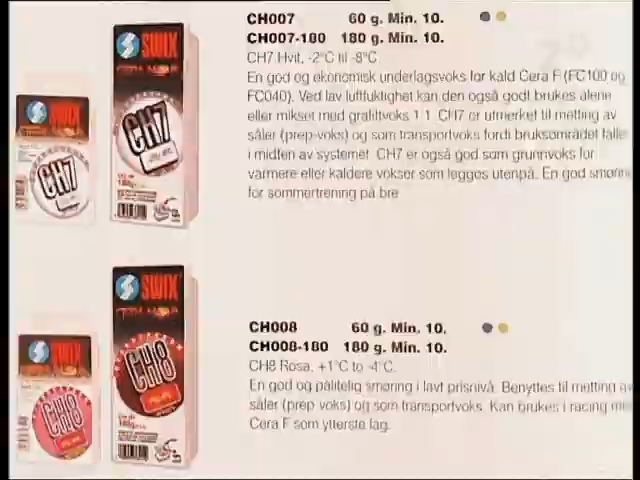 CH007 60 g. Min. 10.
CH007-180 180 g. Min. 10.
CH7 Hvit, -2°C til -8°C
En god og økonomisk underlagsvoks for kald Cera F (FC100 og
FC040). Ved lav luftfuktighet kan den også godt brukes alene
eller mikset med grafittvoks 1:1. CH7 er utmerket til metting av
såler (prep-voks) og som transportvoks fordi bruksområdet falle
i midten av systemet. CH7 er også god som grunnvoks for
varmere eller kaldere vokser som legges utenpå. En god smøring
for sommertrening på bre
SWIX
CH7
180g
SWIX
CH7
CH008 60 g. Min. 10.
CH008-180 180 g. Min. 10.
CH8 Rosa, +1°C to -4°C.
En god og pålitelig smøring i lavt prisnivå. Benyttes til metting av
såler (prep voks) og som transportvoks. Kan brukes i racing me
Cera F som ytterste lag.
SWIX
CH8
180g
SWIX
CH8